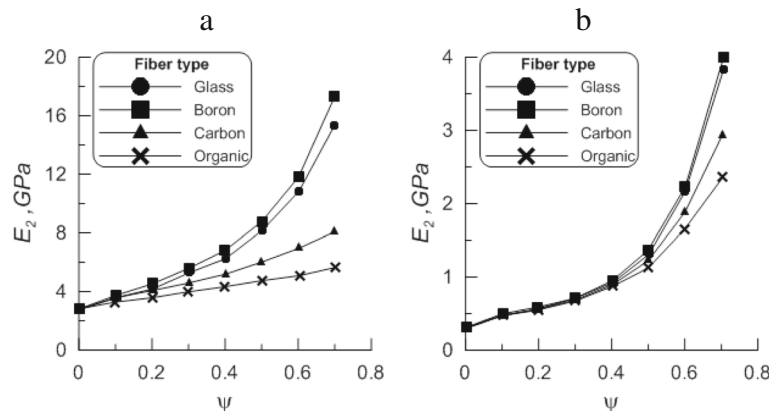 a
20
16
12
8
4
0
E₂, GPa
0
0.2
0.4
0.6
0.8
ψ
Fiber type
Glass
Boron
Carbon
Organic
b
4
3
2
1
0
E₂, GPa
0
0.2
0.4
0.6
0.8
ψ
Fiber type
Glass
Boron
Carbon
Organic